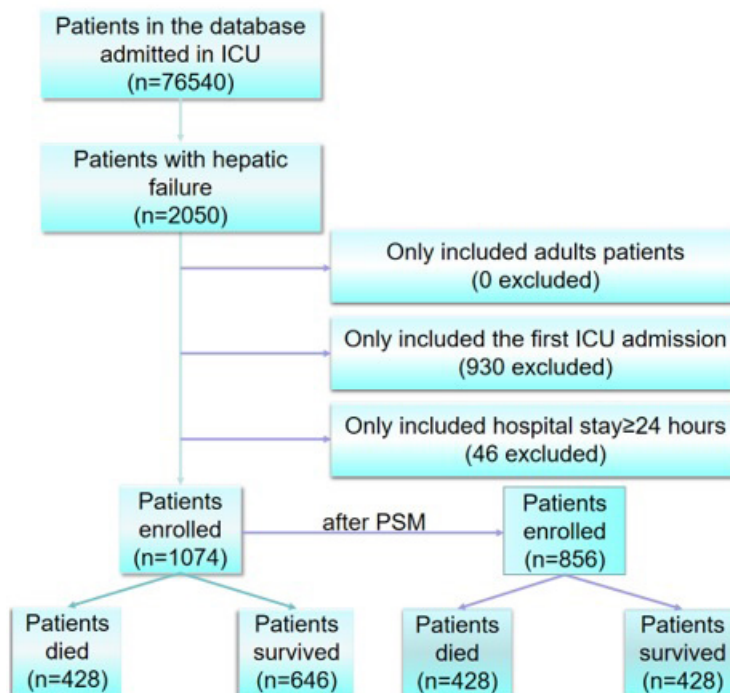 Patients in the database
admitted in ICU
(n=76540)
Patients with hepatic
failure
(n=2050)
Only included adults patients
(0 excluded)
Only included the first ICU admission
(930 excluded)
Only included hospital stay≥24 hours
(46 excluded)
Patients
enrolled
(n=1074)
after PSM
Patients
enrolled
(n=856)
Patients
died
(n=428)
Patients
survived
(n=646)
Patients
died
(n=428)
Patients
survived
(n=428)